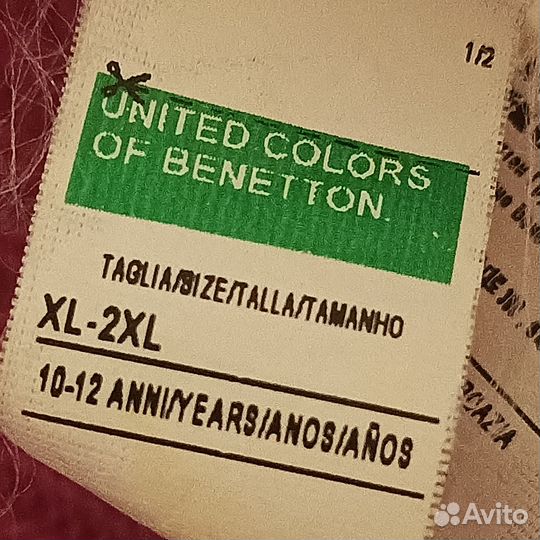 1/2
UNITED COLORS
OF BENETTON.
TAGLIA/SIZE/TALLA/TAMANHO
XL-2XL
10-12 ANNI/YEARS/ANOS/AÑOS
Avito